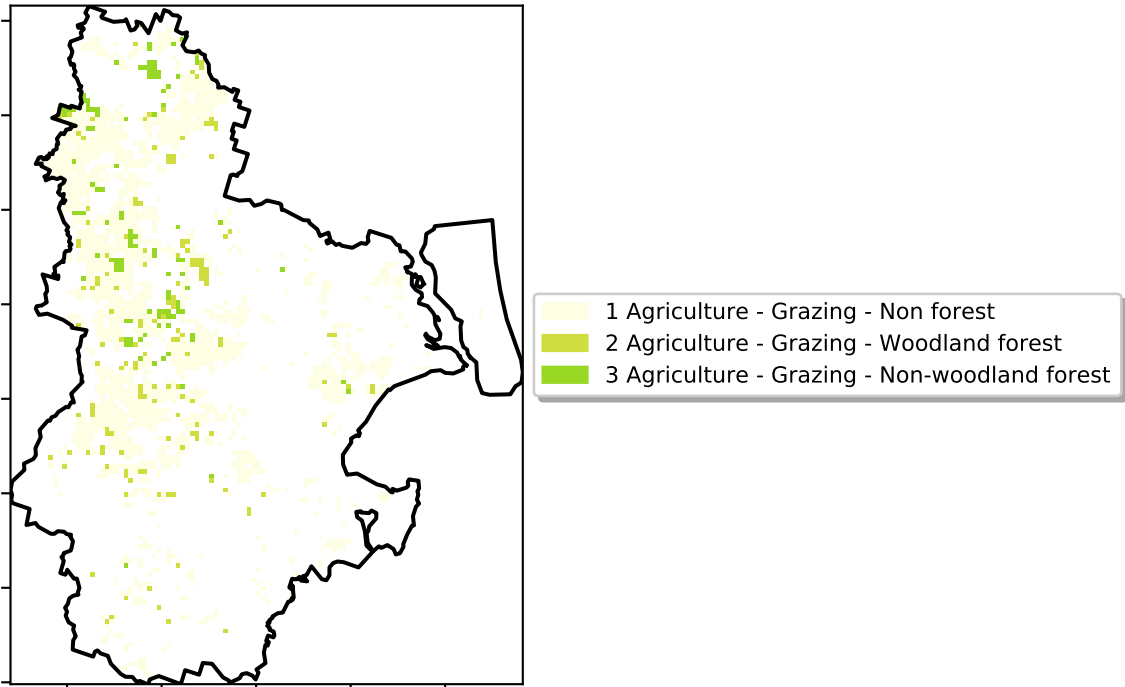 1 Agriculture - Grazing - Non forest
2 Agriculture - Grazing - Woodland forest
3 Agriculture - Grazing - Non-woodland forest